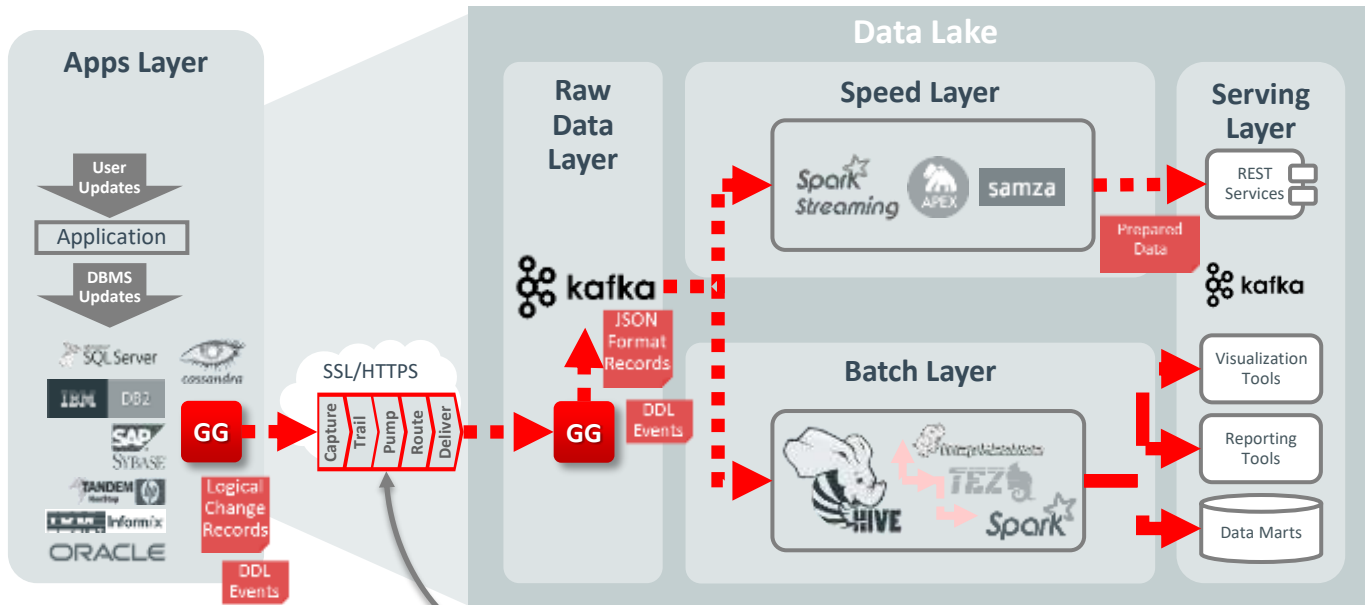 Data Lake
Apps Layer
User
Updates
Application
DBMS
Updates
SQL Server
cassandra
IBM
DB2
SAP
SYBASE
TANDEM
hp
Informix
ORACLE
GG
Logical
Change
Records
DDL
Events
SSL/HTTPS
Capture
Trail
Pump
Route
Deliver
Raw
Data
Layer
kafka
JSON
Format
Records
GG
DDL
Events
Speed Layer
Spark
Streaming
APEX
samza
Prepared
Data
Batch Layer
HIVE
TEZ
Spark
Serving
Layer
REST
Services
kafka
Visualization
Tools
Reporting
Tools
Data Marts